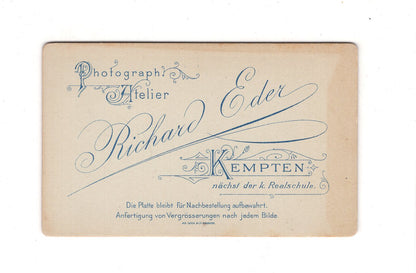 Photograph.
Atelier
Richard Eder
KEMPTEN
nächst der k. Realschule.
Die Platte bleibt für Nachbestellung aufbewahrt.
Anfertigung von Vergrösserungen nach jedem Bilde.